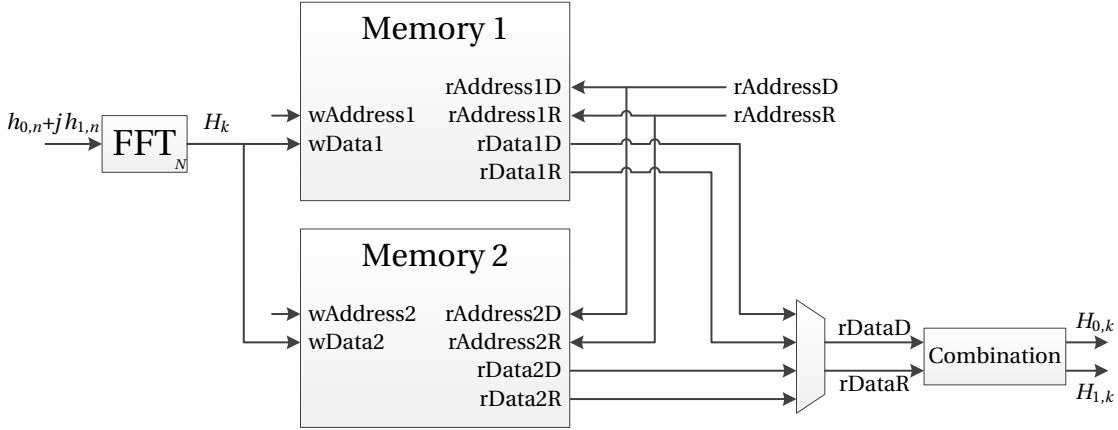 Memory 1
rAddress1D
rAddressD
wAddress1
rAddress1R
rAddressR
h0,n+jh1,n
FFT N
Hk
wData1
rData1D
rData1R
Memory 2
wAddress2
rAddress2D
wData2
rAddress2R
rData2D
rData2R
rDataD
rDataR
Combination
H0,k
H1,k